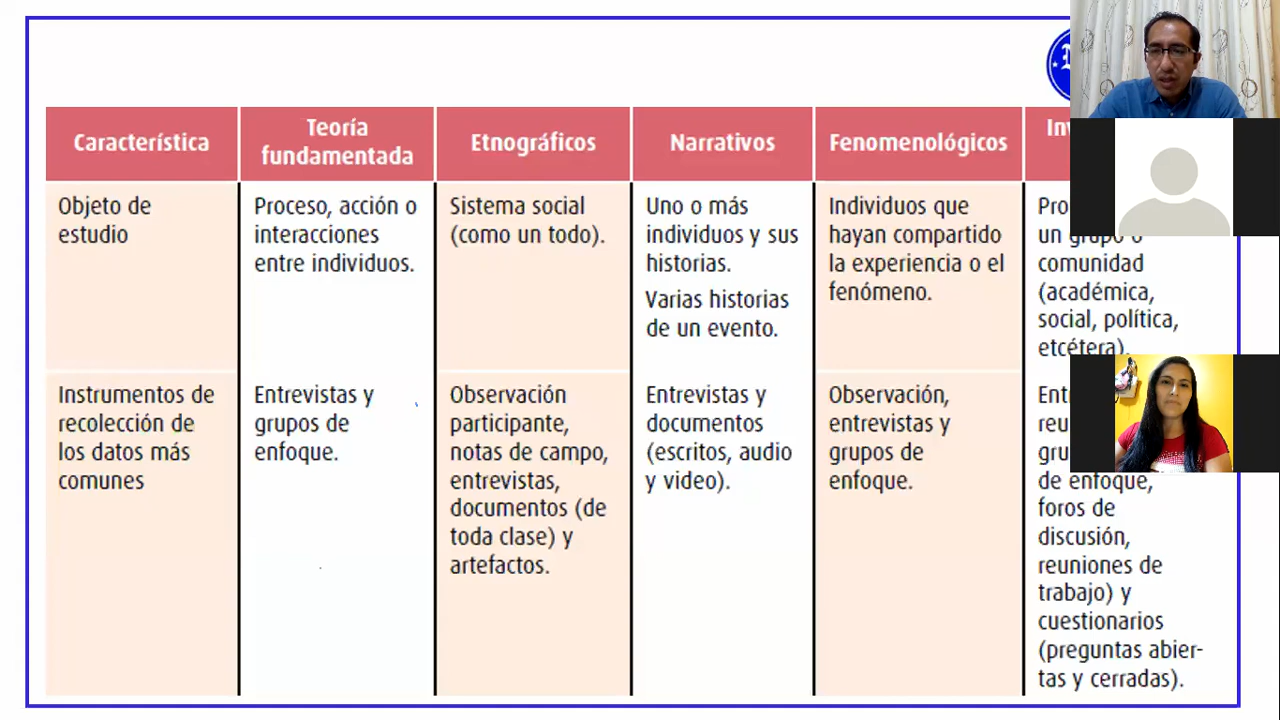 Característica
Teoría
fundamentada
Etnográficos
Narrativos
Fenomenológicos
Objeto de
estudio
Proceso, acción o
interacciones
entre individuos.
Sistema social
(como un todo).
Uno o más
individuos y sus
historias.
Varias historias
de un evento.
Individuos que
hayan compartido
la experiencia o el
fenómeno.
un grupo o
comunidad
(académica,
social, política,
etcétera).
Instrumentos de
recolección de
los datos más
comunes
Entrevistas y
grupos de
enfoque.
Observación
participante,
notas de campo,
entrevistas,
documentos (de
toda clase) y
artefactos.
Entrevistas y
documentos
(escritos, audio
y video).
Observación,
entrevistas y
grupos de
enfoque.
de enfoque,
foros de
discusión,
reuniones de
trabajo) y
cuestionarios
(preguntas abier-
tas y cerradas).